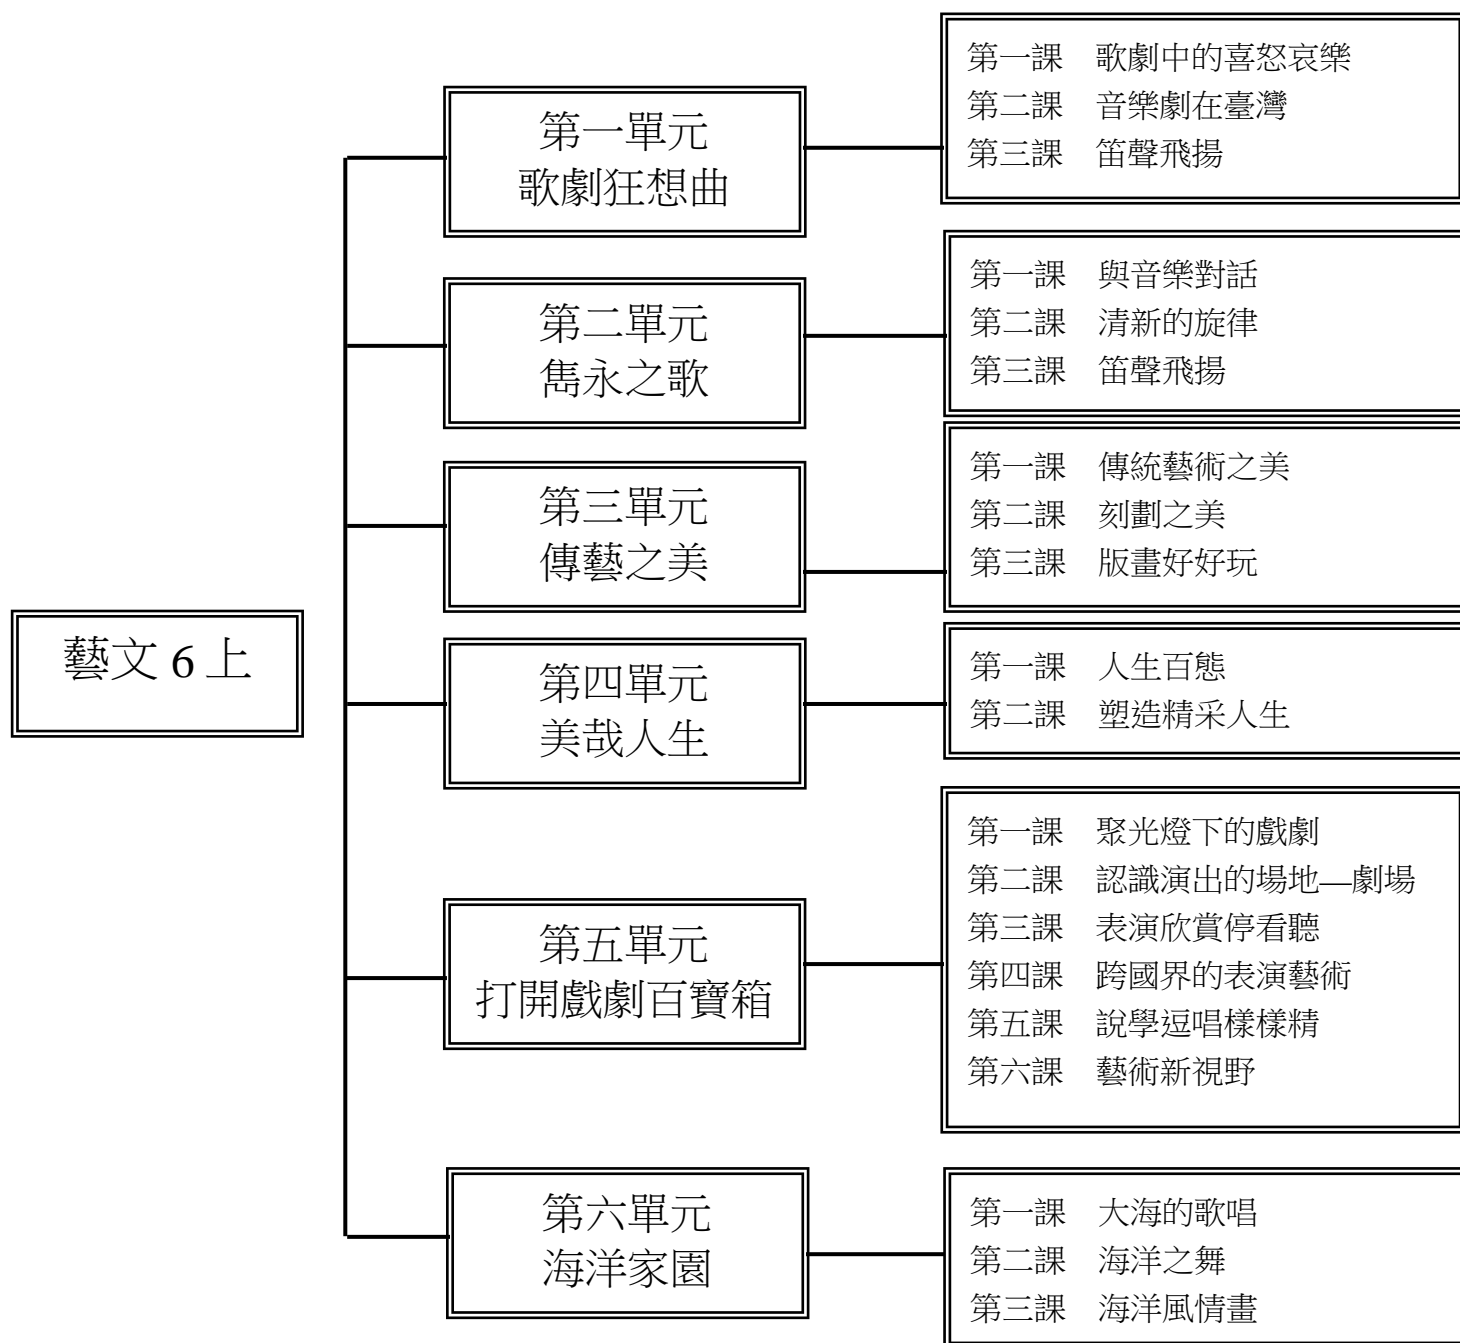 藝文 6 上
第一單元
歌劇狂想曲
第一課　歌劇中的喜怒哀樂
第二課　音樂劇在臺灣
第三課　笛聲飛揚
第二單元
雋永之歌
第一課　與音樂對話
第二課　清新的旋律
第三課　笛聲飛揚
第三單元
傳藝之美
第一課　傳統藝術之美
第二課　刻劃之美
第三課　版畫好好玩
第四單元
美哉人生
第一課　人生百態
第二課　塑造精采人生
第五單元
打開戲劇百寶箱
第一課　聚光燈下的戲劇
第二課　認識演出的場地—劇場
第三課　表演欣賞停看聽
第四課　跨國界的表演藝術
第五課　說學逗唱樣樣精
第六課　藝術新視野
第六單元
海洋家園
第一課　大海的歌唱
第二課　海洋之舞
第三課　海洋風情畫